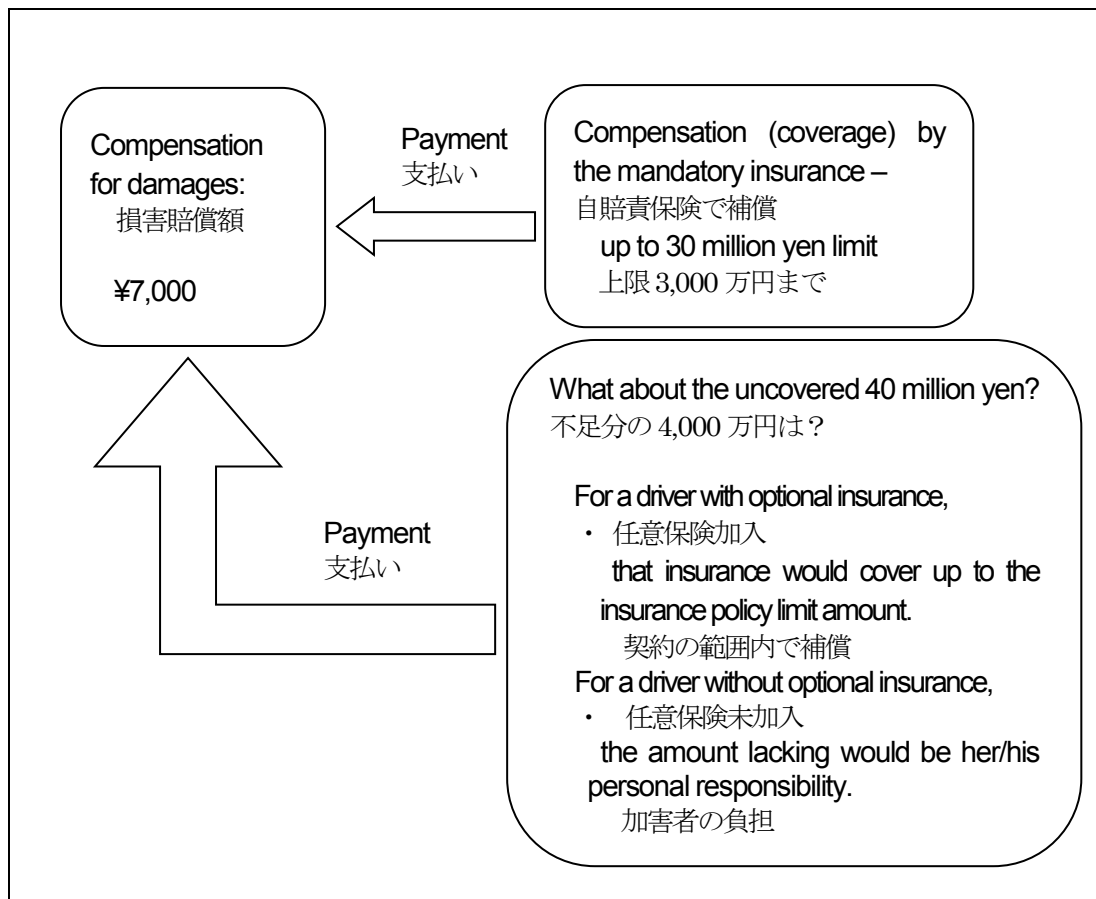 Compensation
for damages:
損害賠償額
¥7,000
Payment
支払い
Compensation (coverage) by
the mandatory insurance –
自賠責保険で補償
up to 30 million yen limit
上限 3,000 万円まで
What about the uncovered 40 million yen?
不足分の 4,000 万円は？
For a driver with optional insurance,
・ 任意保険加入
that insurance would cover up to the
insurance policy limit amount.
契約の範囲内で補償
For a driver without optional insurance,
・ 任意保険未加入
the amount lacking would be her/his
personal responsibility.
加害者の負担
Payment
支払い